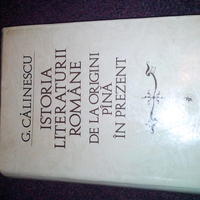 G. CĂLINESCU
ISTORIA
LITERATURII
ROMÂNE
DE LA ORIGINI
PÎNĂ
ÎN PREZENT